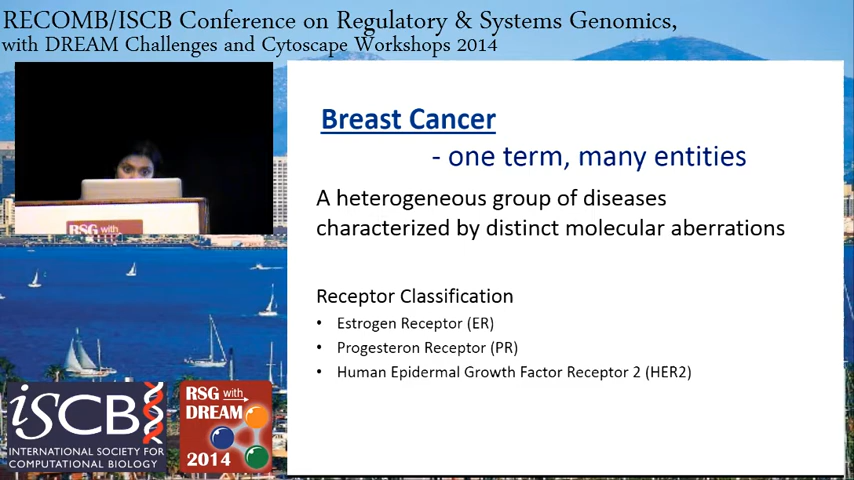 RECOMB/ISCB Conference on Regulatory & Systems Genomics,
with DREAM Challenges and Cytoscape Workshops 2014
RSG with
Breast Cancer
- one term, many entities
A heterogeneous group of diseases
characterized by distinct molecular aberrations
Receptor Classification
• Estrogen Receptor (ER)
• Progesteron Receptor (PR)
• Human Epidermal Growth Factor Receptor 2 (HER2)
iSCB
INTERNATIONAL SOCIETY FOR
COMPUTATIONAL BIOLOGY
RSG with
DREAM
2014